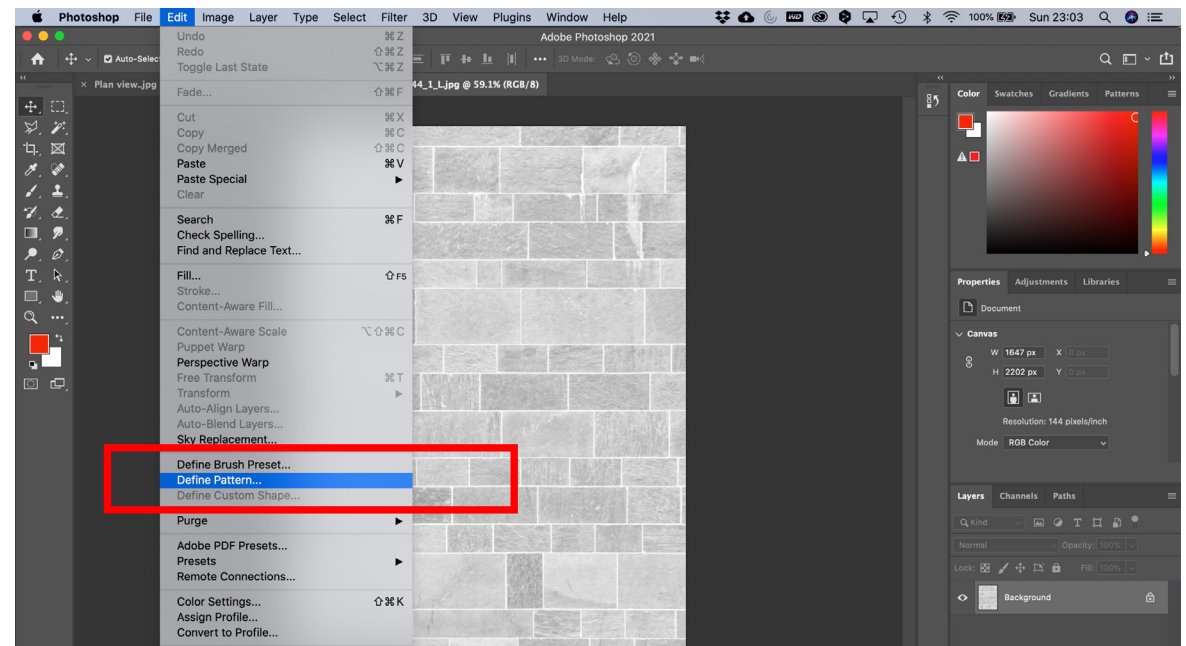 Photoshop File Edit Image Layer Type Select Filter 3D View Plugins Window Help 100% Sun 23:03
Adobe Photoshop 2021
Auto-Selec
3D Mode:
Plan view.jpg
44_1_L.jpg @ 59.1% (RGB/8)
Undo ⌘Z
Redo ⇧⌘Z
Toggle Last State ⌥⌘Z
Fade... ⇧⌘F
Cut ⌘X
Copy ⌘C
Copy Merged ⇧⌘C
Paste ⌘V
Paste Special
Clear
Search ⌘F
Check Spelling...
Find and Replace Text...
Fill... ⇧F5
Stroke...
Content-Aware Fill...
Content-Aware Scale ⌥⇧⌘C
Puppet Warp
Perspective Warp
Free Transform ⌘T
Transform
Auto-Align Layers...
Auto-Blend Layers...
Sky Replacement...
Define Brush Preset...
Define Pattern...
Define Custom Shape...
Purge
Adobe PDF Presets...
Presets
Remote Connections...
Color Settings... ⇧⌘K
Assign Profile...
Convert to Profile...
Color Swatches Gradients Patterns
Properties Adjustments Libraries
Document
Canvas
W 1647 px X 0 px
H 2202 px Y 0 px
Resolution: 144 pixels/inch
Mode RGB Color
Layers Channels Paths
Kind
Normal Opacity: 100%
Lock: Fill: 100%
Background